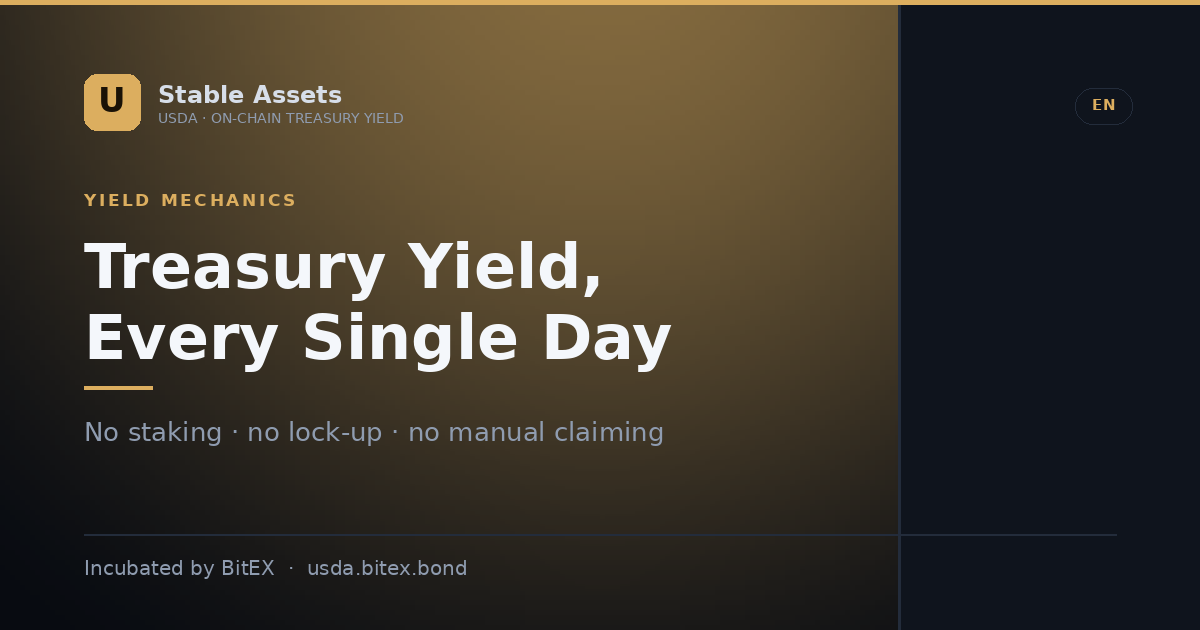 U
Stable Assets
USDA · ON-CHAIN TREASURY YIELD
EN
YIELD MECHANICS
Treasury Yield,
Every Single Day
No staking · no lock-up · no manual claiming
Incubated by BitEX · usda.bitex.bond